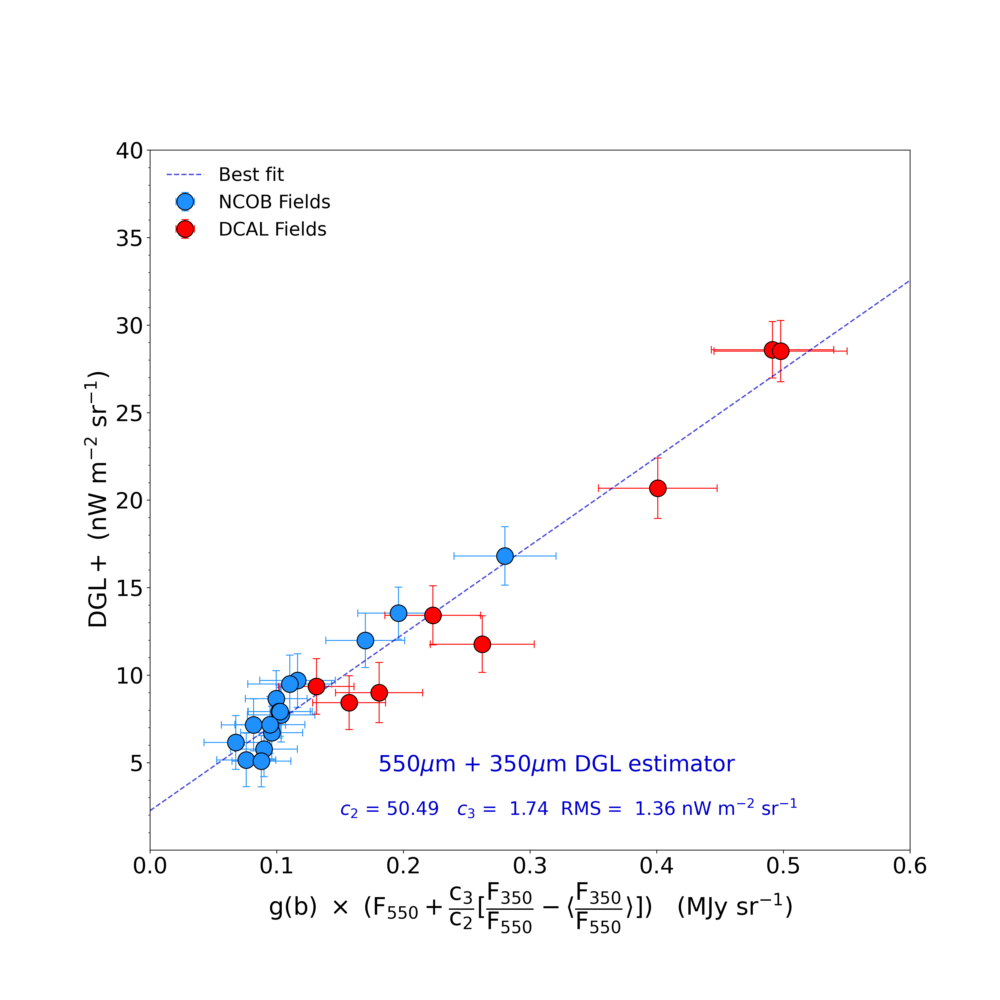 40
35
30
25
20
15
10
5
DGL+ (nW m⁻² sr⁻¹)
Best fit
NCOB Fields
DCAL Fields
550μm + 350μm DGL estimator
c₂ = 50.49 c₃ = 1.74 RMS = 1.36 nW m⁻² sr⁻¹
0.0 0.1 0.2 0.3 0.4 0.5 0.6
g(b) × (F₅₅₀ + c₃/c₂ [F₃₅₀/F₅₅₀ − ⟨F₃₅₀/F₅₅₀⟩]) (MJy sr⁻¹)